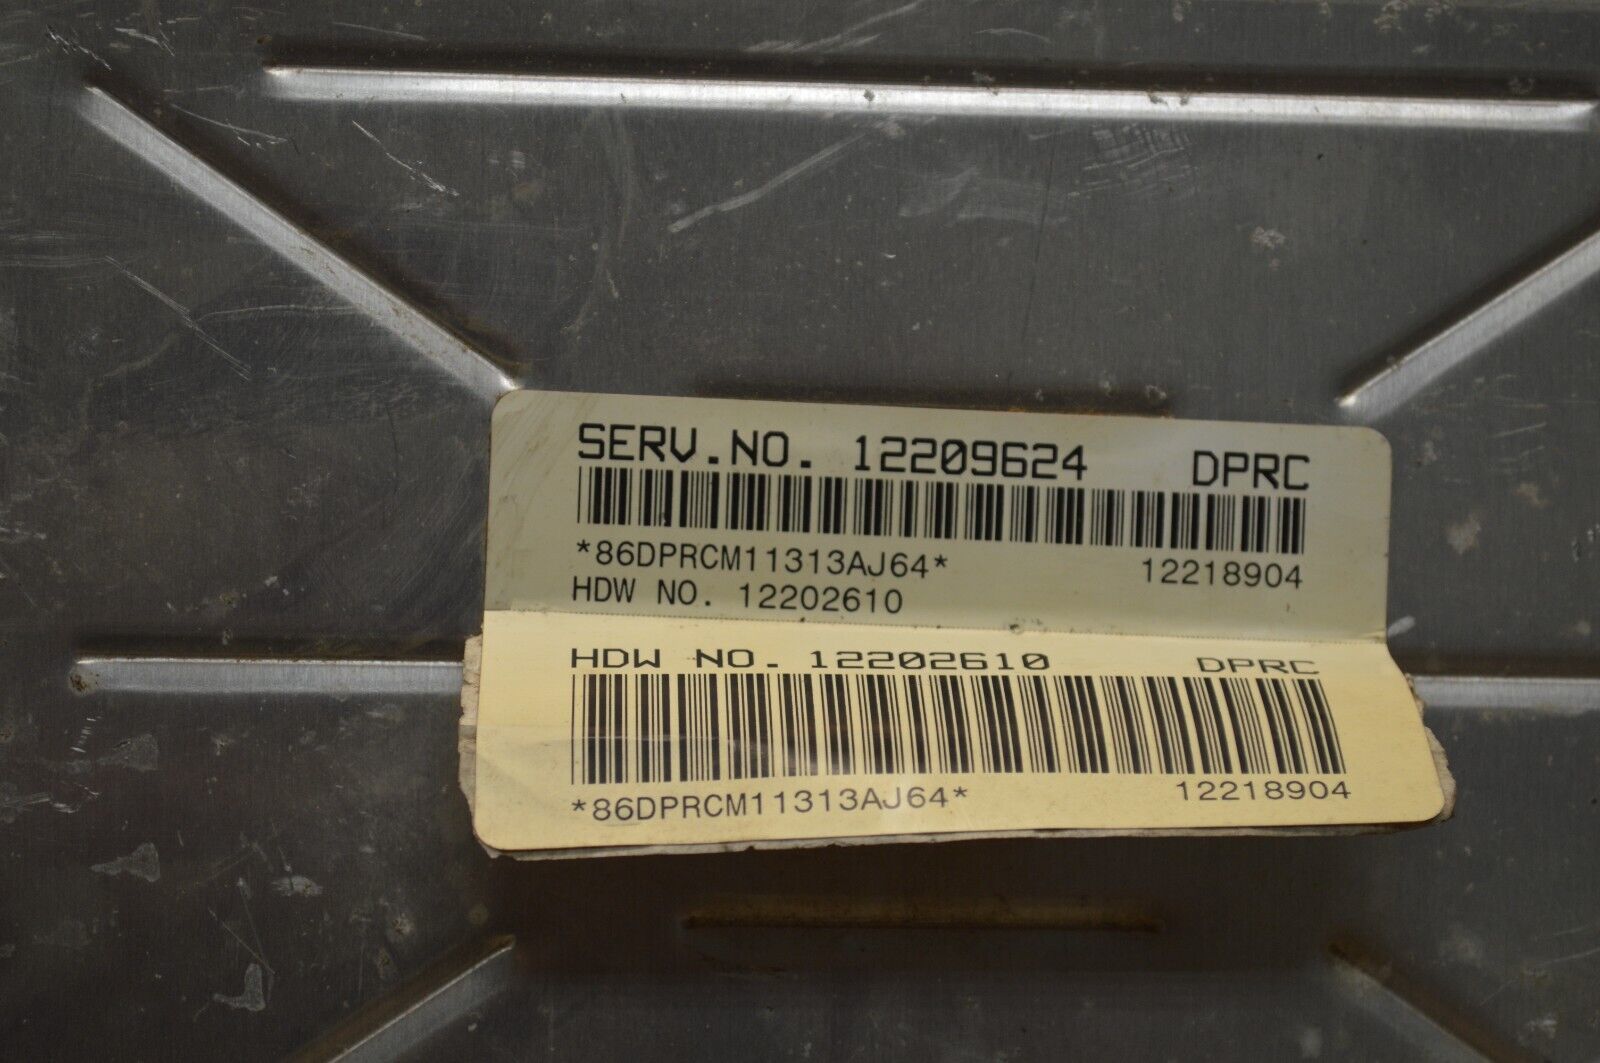 SERV.NO. 12209624 DPRC
*86DPRCM11313AJ64* 12218904
HDW NO. 12202610
HDW NO. 12202610 DPRC
*86DPRCM11313AJ64* 12218904